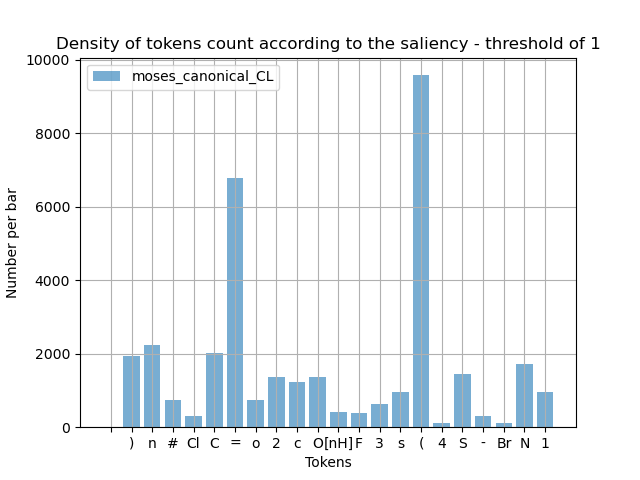 Density of tokens count according to the saliency - threshold of 1
moses_canonical_CL
10000
8000
6000
4000
2000
0
Number per bar
) n # Cl C = o 2 c O [nH] F 3 s ( 4 S - Br N 1
Tokens